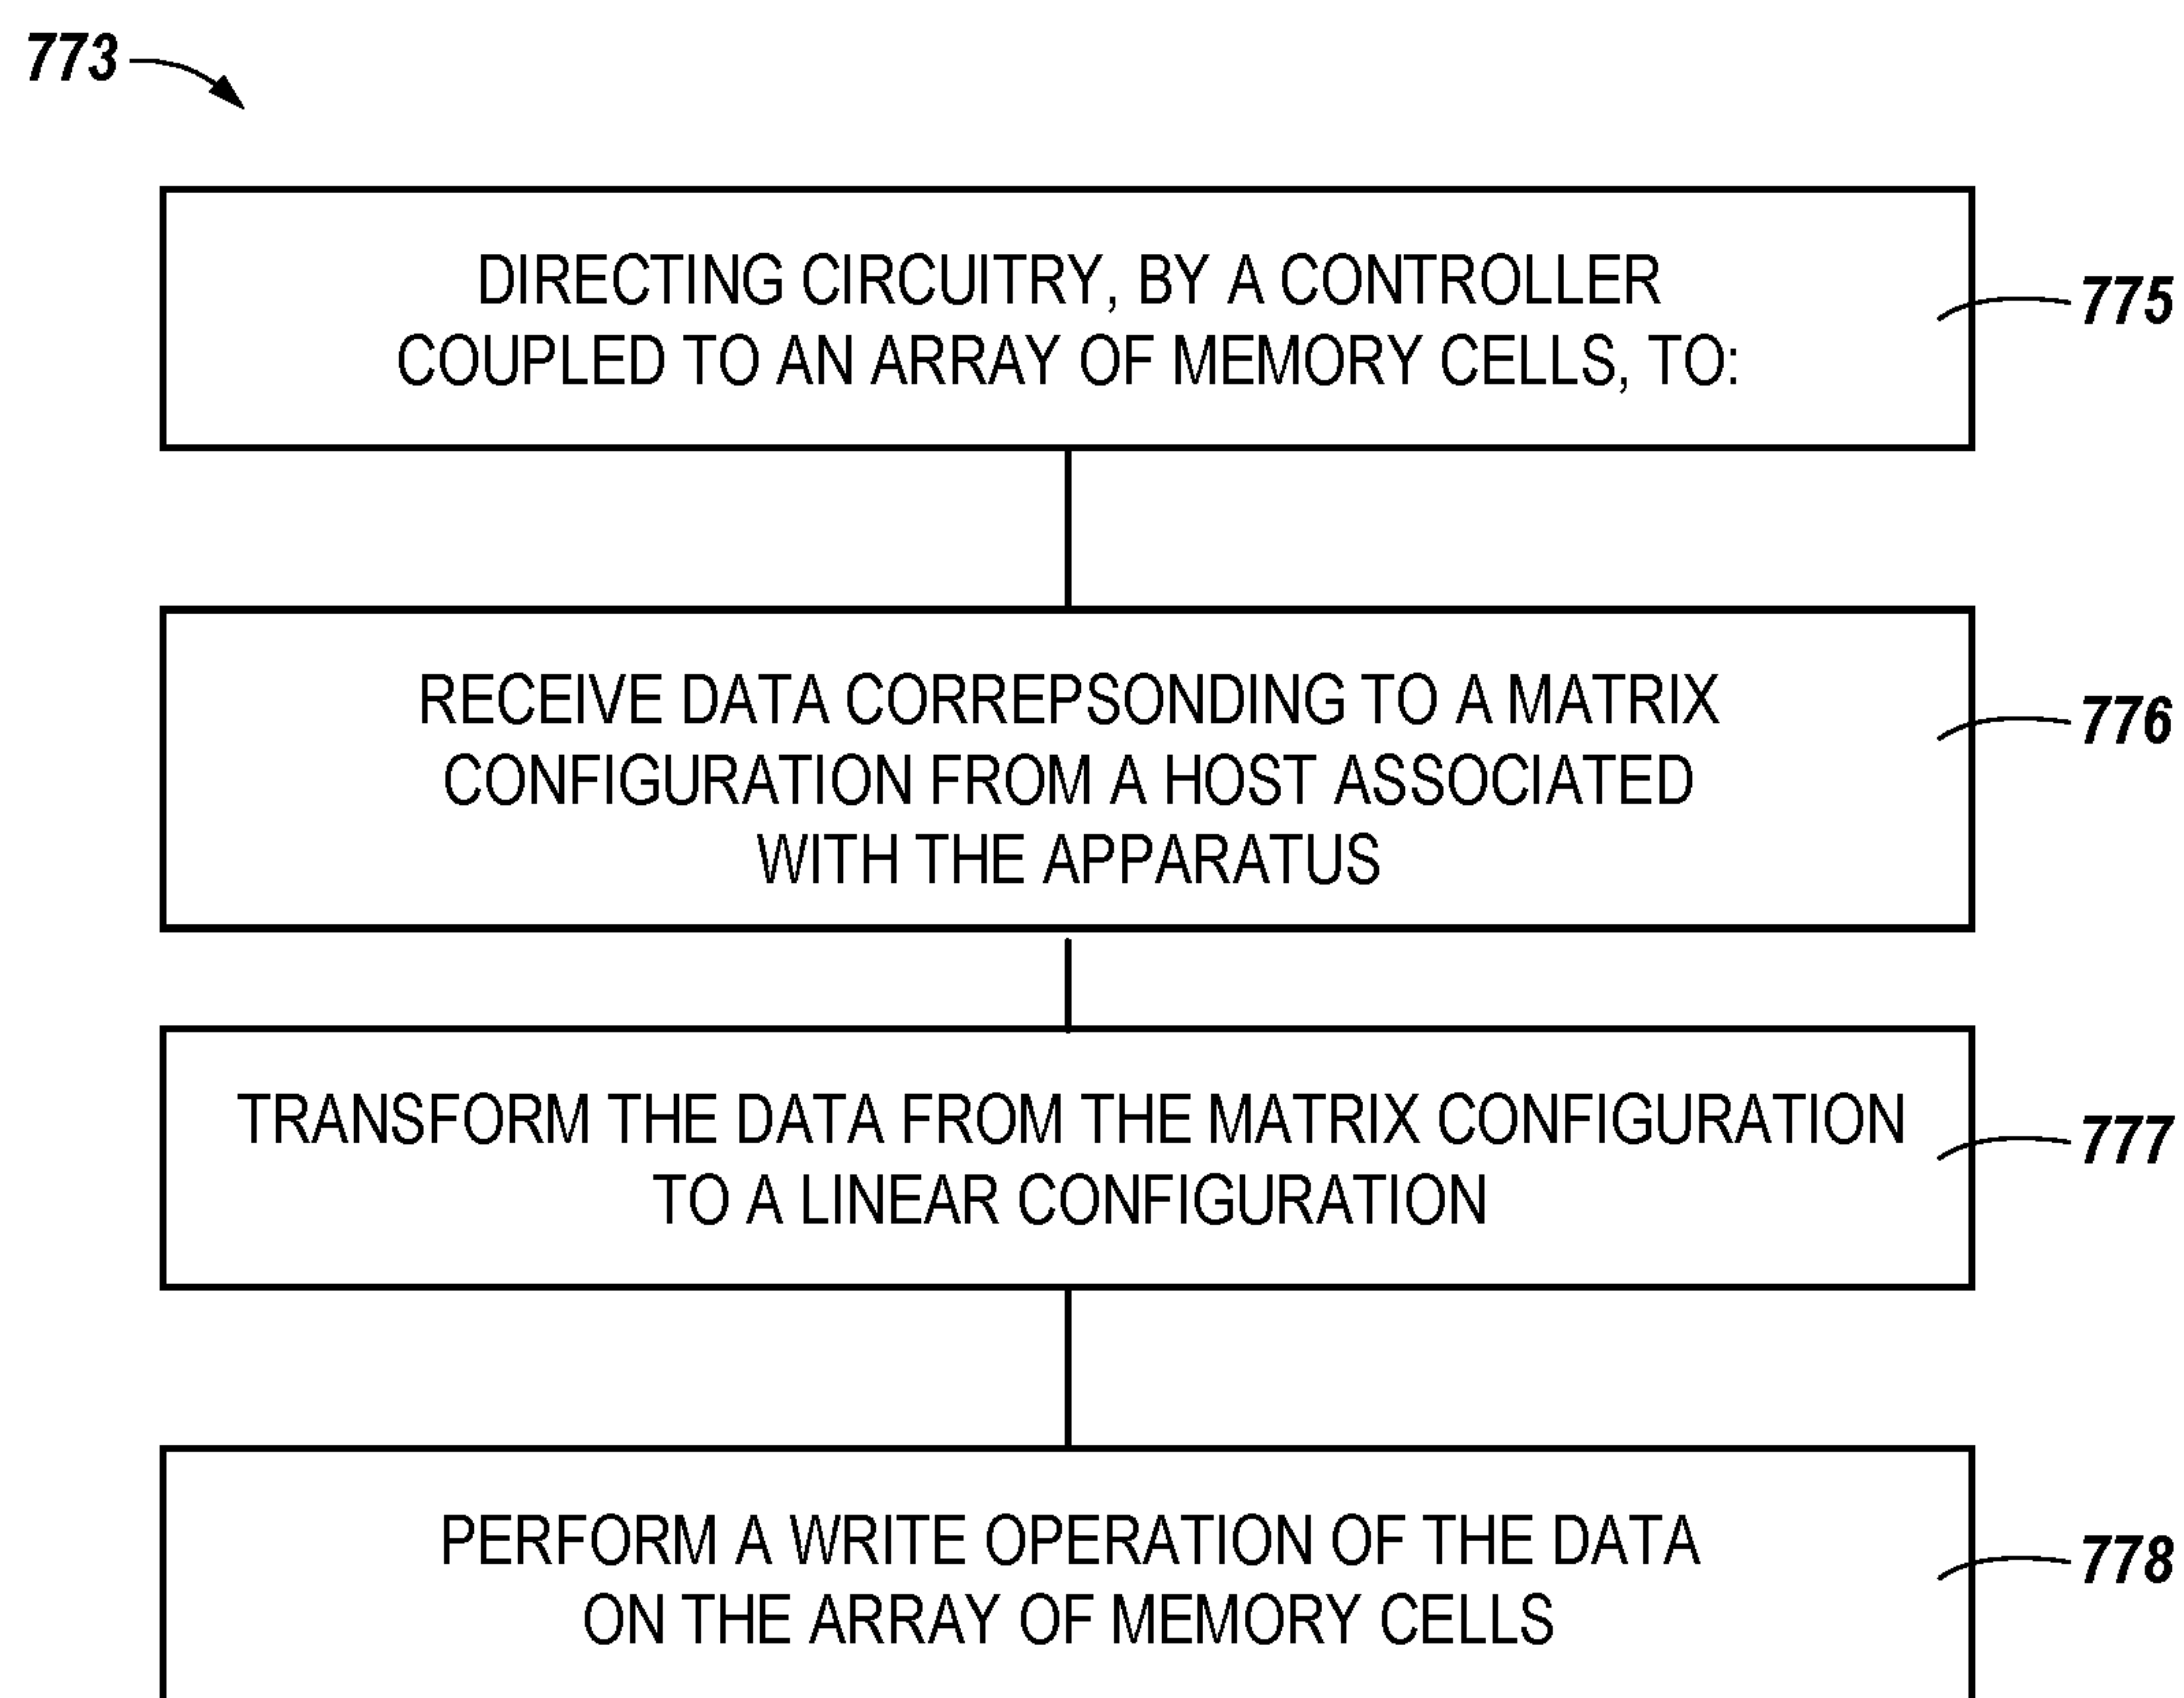 773
DIRECTING CIRCUITRY, BY A CONTROLLER
COUPLED TO AN ARRAY OF MEMORY CELLS, TO:
775
RECEIVE DATA CORREPSONDING TO A MATRIX
CONFIGURATION FROM A HOST ASSOCIATED
WITH THE APPARATUS
776
TRANSFORM THE DATA FROM THE MATRIX CONFIGURATION
TO A LINEAR CONFIGURATION
777
PERFORM A WRITE OPERATION OF THE DATA
ON THE ARRAY OF MEMORY CELLS
778